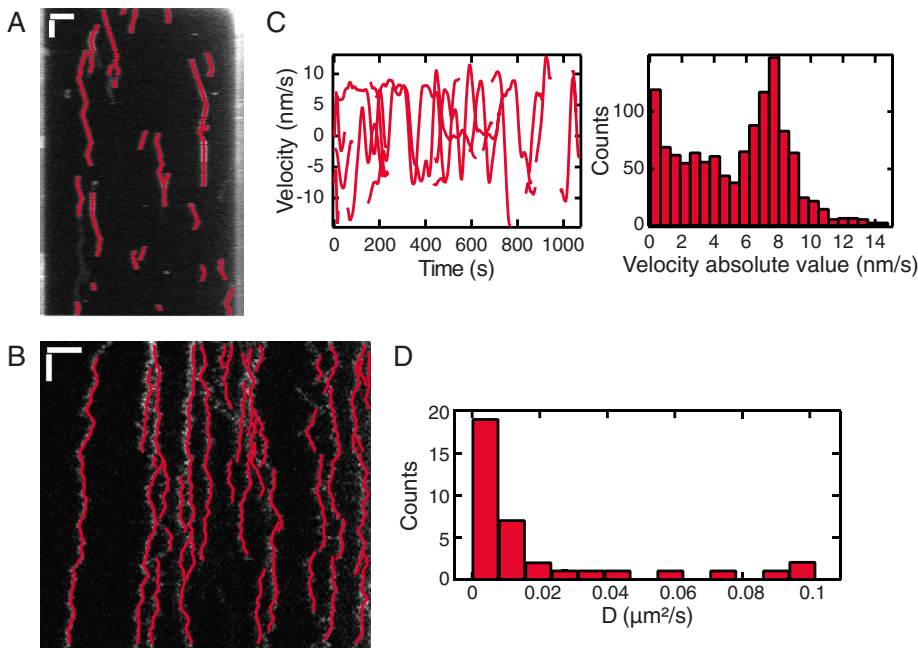 A
C
Velocity (nm/s)
10
5
0
-5
-10
0 200 400 600 800 1000
Time (s)
Counts
100
50
0
0 2 4 6 8 10 12 14
Velocity absolute value (nm/s)
B
D
Counts
20
15
10
5
0
0 0.02 0.04 0.06 0.08 0.1
D (µm²/s)